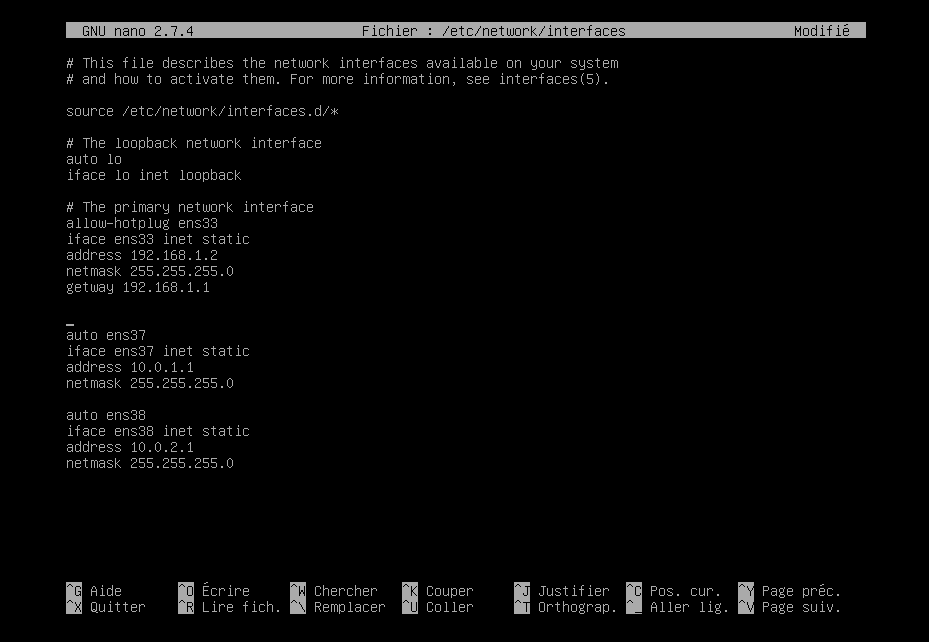 GNU nano 2.7.4 Fichier : /etc/network/interfaces Modifié
# This file describes the network interfaces available on your system
# and how to activate them. For more information, see interfaces(5).
source /etc/network/interfaces.d/*
# The loopback network interface
auto lo
iface lo inet loopback
# The primary network interface
allow-hotplug ens33
iface ens33 inet static
address 192.168.1.2
netmask 255.255.255.0
getway 192.168.1.1
auto ens37
iface ens37 inet static
address 10.0.1.1
netmask 255.255.255.0
auto ens38
iface ens38 inet static
address 10.0.2.1
netmask 255.255.255.0
^G Aide ^O Écrire ^W Chercher ^K Couper ^J Justifier ^C Pos. cur. ^Y Page préc.
^X Quitter ^R Lire fich. ^\ Remplacer ^U Coller ^T Orthograp. ^_ Aller lig. ^V Page suiv.